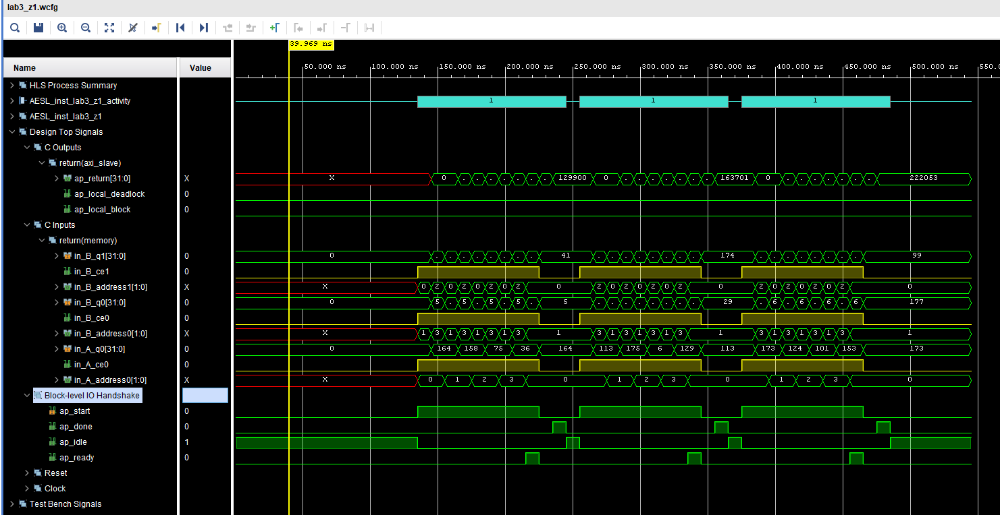 lab3_z1.wcfg
39.969 ns
Name Value
50.000 ns 100.000 ns 150.000 ns 200.000 ns 250.000 ns 300.000 ns 350.000 ns 400.000 ns 450.000 ns 500.000 ns 550.0
HLS Process Summary
AESL_inst_lab3_z1_activity 1 1 1
AESL_inst_lab3_z1
Design Top Signals
C Outputs
return(axi_slave)
ap_return[31:0] X X 0 . . . . . . . 129900 0 . . . . . . . 163701 0 . . . . . . . 222053
ap_local_deadlock 0
ap_local_block 0
C Inputs
return(memory)
in_B_q1[31:0] 0 0 . . . . . . . . 41 . . . . . . . . 174 . . . . . . . . 99
in_B_ce1 0
in_B_address1[1:0] X X 0 2 0 2 0 2 0 2 0 2 0 2 0 2 0 2 0 2 0 2 0 2 0 2 0
in_B_q0[31:0] 0 0 5 . 5 . 5 . 5 . 5 . . . . . . . . 29 . 6 . 6 . 6 . 6 177
in_B_ce0 0
in_B_address0[1:0] X X 1 3 1 3 1 3 1 3 1 3 1 3 1 3 1 3 1 3 1 3 1 3 1 3 1
in_A_q0[31:0] 0 0 164 158 75 36 164 113 175 6 129 113 173 124 101 153 173
in_A_ce0 0
in_A_address0[1:0] X X 0 1 2 3 0 1 2 3 0 1 2 3 0
Block-level IO Handshake
ap_start 0
ap_done 0
ap_idle 1
ap_ready 0
Reset
Clock
Test Bench Signals